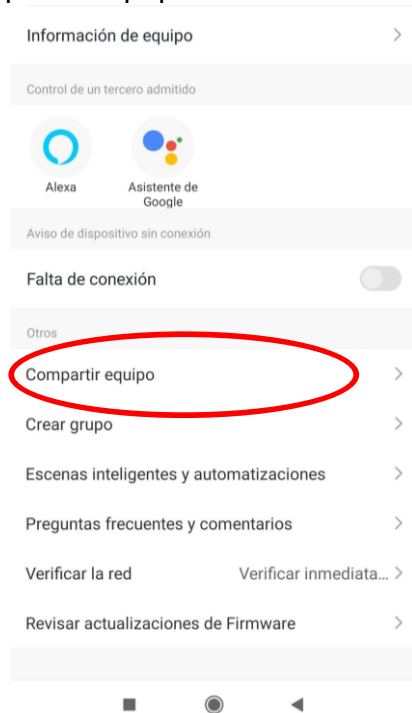 Información de equipo
Control de un tercero admitido
Alexa
Asistente de
Google
Aviso de dispositivo sin conexión
Falta de conexión
Otros
Compartir equipo
Crear grupo
Escenas inteligentes y automatizaciones
Preguntas frecuentes y comentarios
Verificar la red Verificar inmediata...
Revisar actualizaciones de Firmware